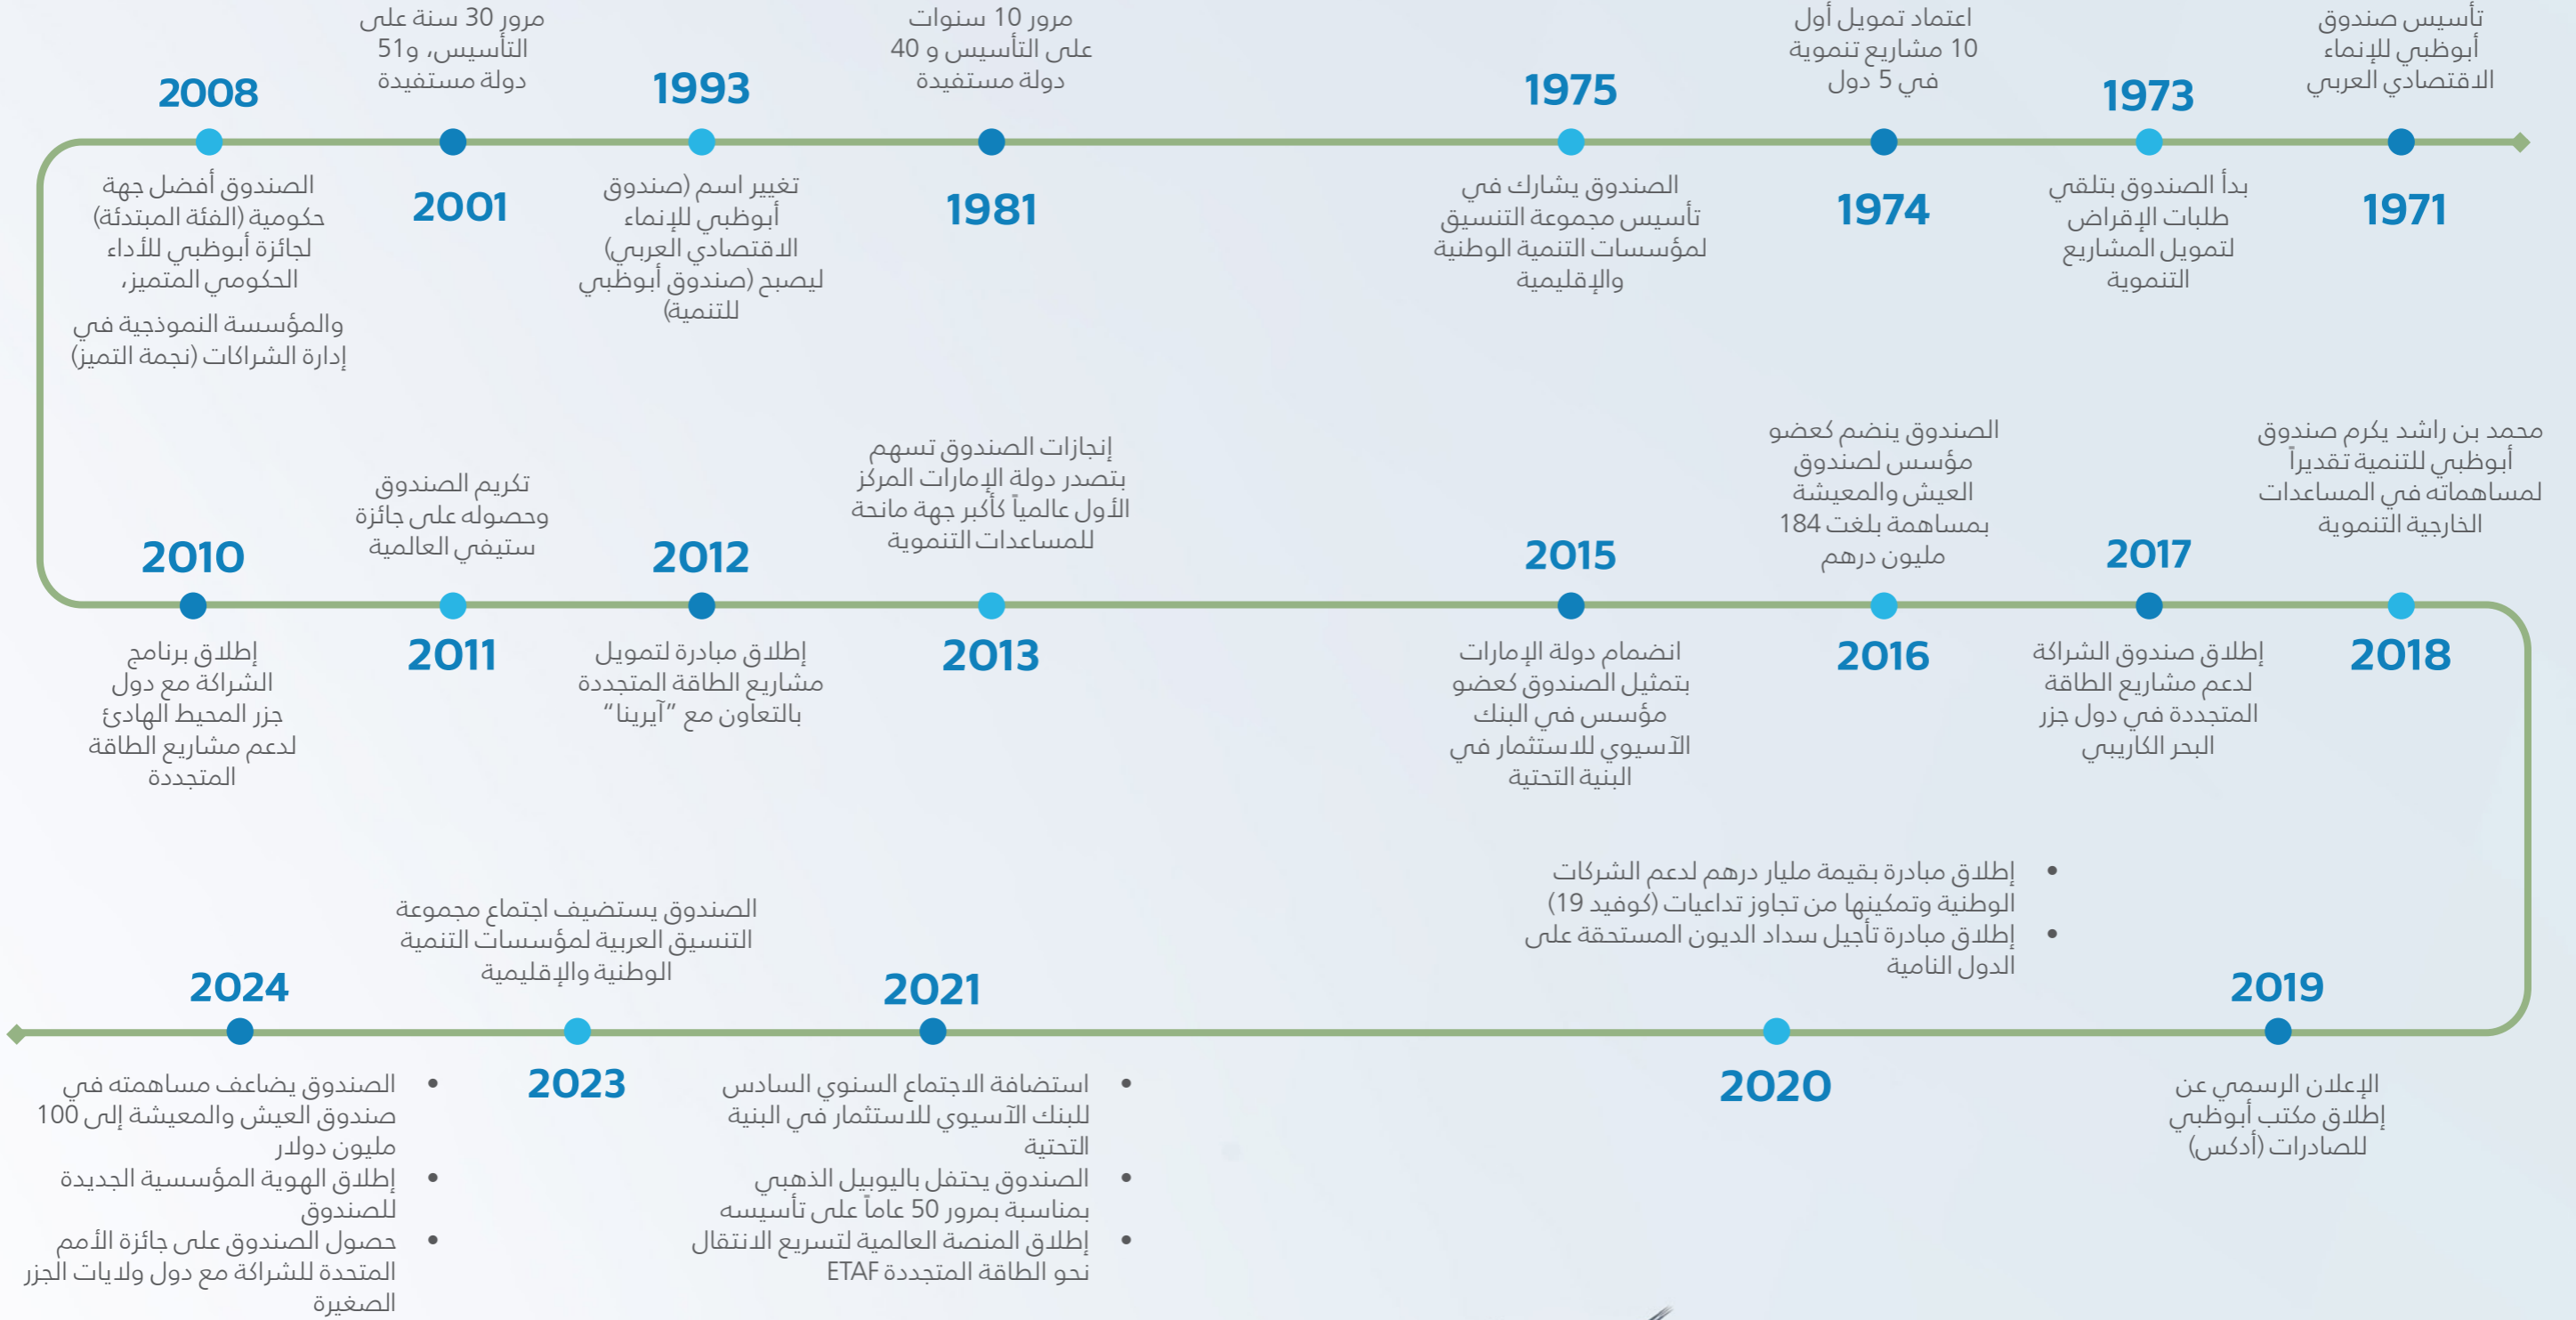 تأسيس صندوق
أبوظبي للإنماء
الاقتصادي العربي
1971
1973
بدأ الصندوق بتلقي
طلبات الإقراض
لتمويل المشاريع
التنموية
اعتماد تمويل أول
10 مشاريع تنموية
في 5 دول
1974
1975
الصندوق يشارك في
تأسيس مجموعة التنسيق
لمؤسسات التنمية الوطنية
والإقليمية
مرور 10 سنوات
على التأسيس و 40
دولة مستفيدة
1981
1993
تغيير اسم (صندوق
أبوظبي للإنماء
الاقتصادي العربي)
ليصبح (صندوق أبوظبي
للتنمية)
مرور 30 سنة على
التأسيس، و51
دولة مستفيدة
2001
2008
الصندوق أفضل جهة
حكومية (الفئة المبتدئة)
لجائزة أبوظبي للأداء
الحكومي المتميز،
والمؤسسة النموذجية في
إدارة الشراكات (نجمة التميز)
2010
إطلاق برنامج
الشراكة مع دول
جزر المحيط الهادئ
لدعم مشاريع الطاقة
المتجددة
تكريم الصندوق
وحصوله على جائزة
ستيفي العالمية
2011
2012
إطلاق مبادرة لتمويل
مشاريع الطاقة المتجددة
بالتعاون مع ”آيرينا“
إنجازات الصندوق تسهم
بتصدر دولة الإمارات المركز
الأول عالمياً كأكبر جهة مانحة
للمساعدات التنموية
2013
2015
انضمام دولة الإمارات
بتمثيل الصندوق كعضو
مؤسس في البنك
الآسيوي للاستثمار في
البنية التحتية
الصندوق ينضم كعضو
مؤسس لصندوق
العيش والمعيشة
بمساهمة بلغت 184
مليون درهم
2016
2017
إطلاق صندوق الشراكة
لدعم مشاريع الطاقة
المتجددة في دول جزر
البحر الكاريبي
محمد بن راشد يكرم صندوق
أبوظبي للتنمية تقديراً
لمساهماته في المساعدات
الخارجية التنموية
2018
2019
الإعلان الرسمي عن
إطلاق مكتب أبوظبي
للصادرات (أدكس)
• إطلاق مبادرة بقيمة مليار درهم لدعم الشركات
الوطنية وتمكينها من تجاوز تداعيات (كوفيد 19)
• إطلاق مبادرة تأجيل سداد الديون المستحقة على
الدول النامية
2020
2021
• استضافة الاجتماع السنوي السادس
للبنك الآسيوي للاستثمار في البنية
التحتية
• الصندوق يحتفل باليوبيل الذهبي
بمناسبة بمرور 50 عاماً على تأسيسه
• إطلاق المنصة العالمية لتسريع الانتقال
نحو الطاقة المتجددة ETAF
الصندوق يستضيف اجتماع مجموعة
التنسيق العربية لمؤسسات التنمية
الوطنية والإقليمية
2023
2024
• الصندوق يضاعف مساهمته في
صندوق العيش والمعيشة إلى 100
مليون دولار
• إطلاق الهوية المؤسسية الجديدة
للصندوق
• حصول الصندوق على جائزة الأمم
المتحدة للشراكة مع دول ولايات الجزر
الصغيرة